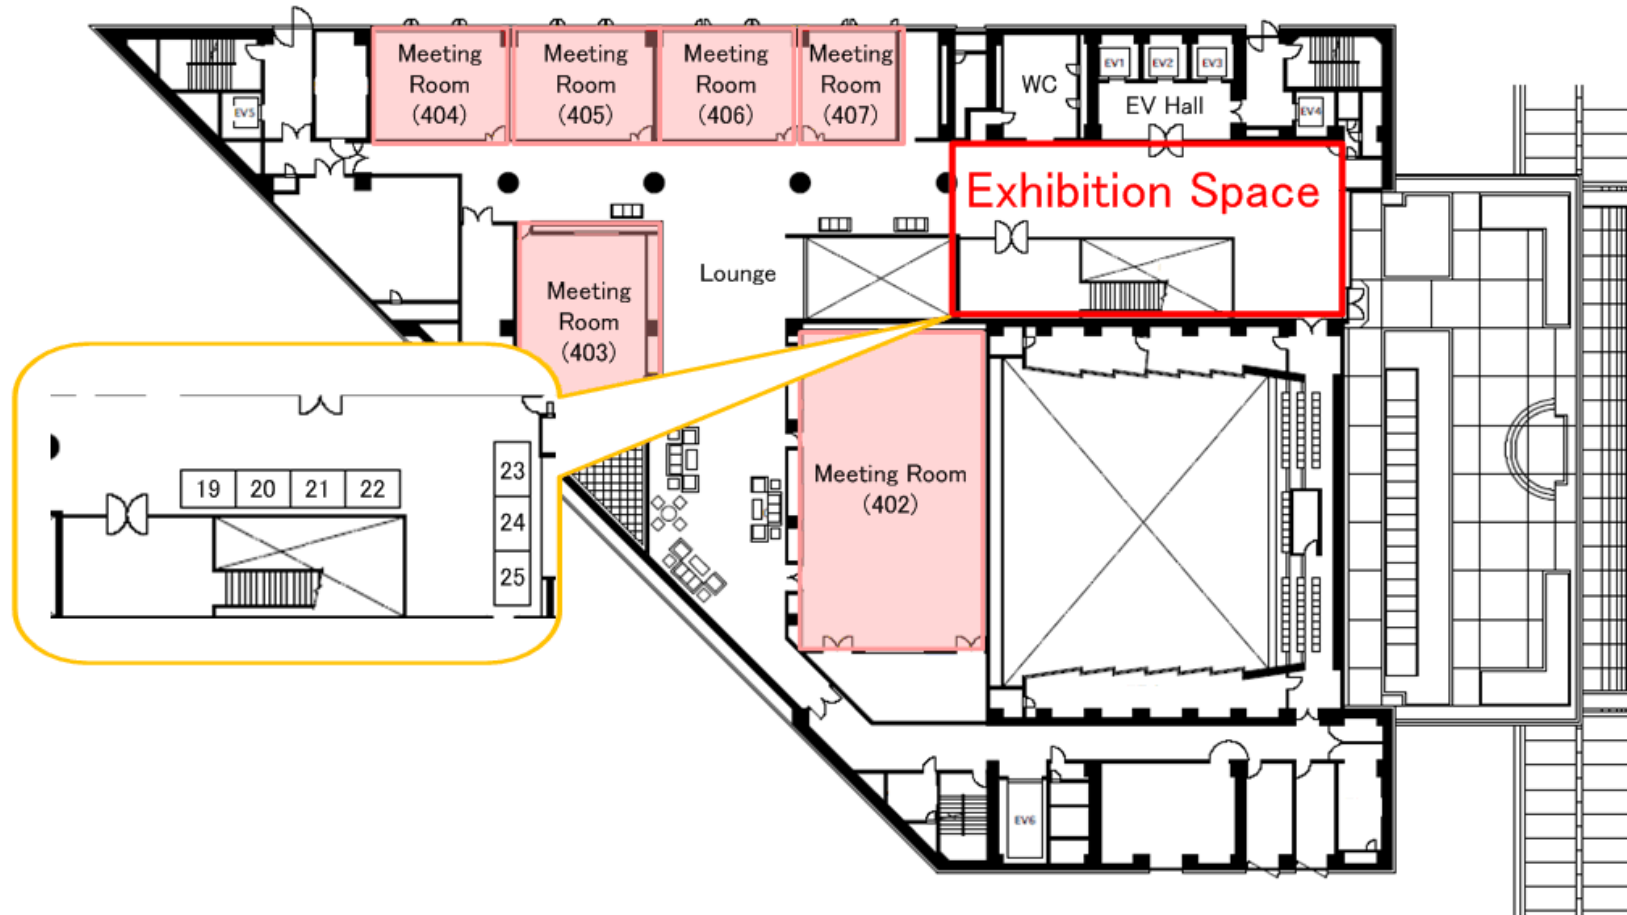 Meeting
Room
(404)
Meeting
Room
(405)
Meeting
Room
(406)
Meeting
Room
(407)
WC
EV1
EV2
EV3
EV Hall
EV4
EV5
Exhibition Space
Meeting
Room
(403)
Lounge
19 20 21 22
23
24
25
Meeting Room
(402)
EV6